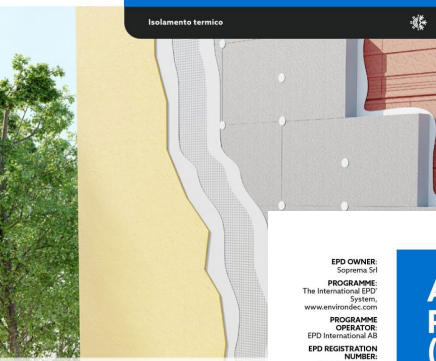 Isolamento termico
EPD OWNER:
Soprema Srl
PROGRAMME:
The International EPD®
System,
www.environdec.com
PROGRAMME
OPERATOR:
EPD International AB
EPD REGISTRATION
NUMBER: